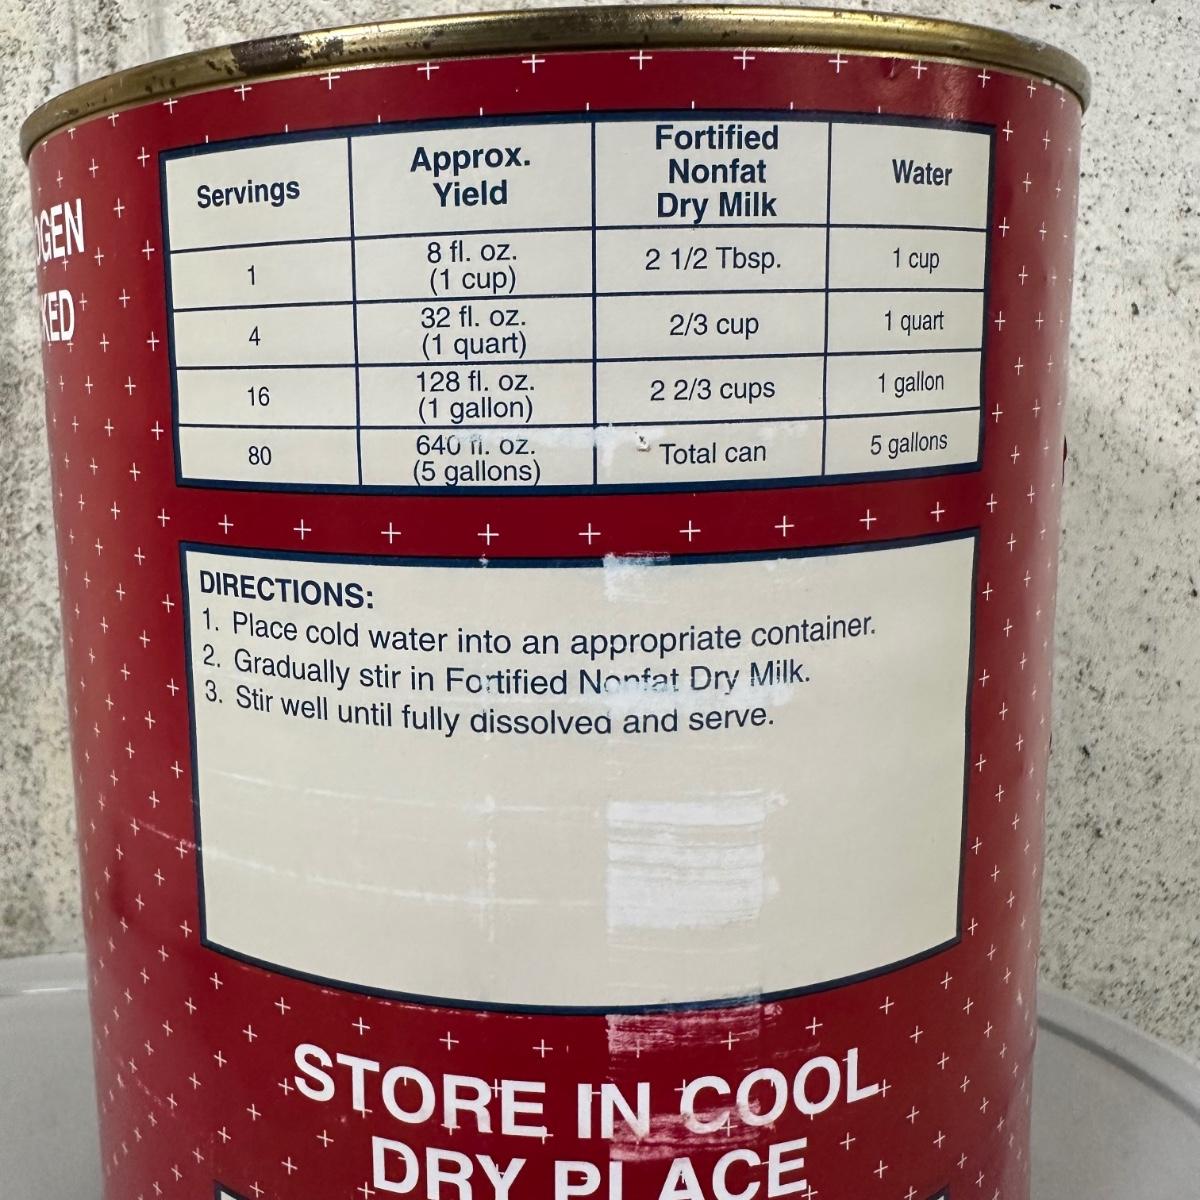 OGEN
KED
Servings
Approx.
Yield
Fortified
Nonfat
Dry Milk
Water
1
8 fl. oz.
(1 cup)
2 1/2 Tbsp.
1 cup
4
32 fl. oz.
(1 quart)
2/3 cup
1 quart
16
128 fl. oz.
(1 gallon)
2 2/3 cups
1 gallon
80
640 fl. oz.
(5 gallons)
Total can
5 gallons
DIRECTIONS:
1. Place cold water into an appropriate container.
2. Gradually stir in Fortified Nonfat Dry Milk.
3. Stir well until fully dissolved and serve.
STORE IN COOL
DRY PLACE